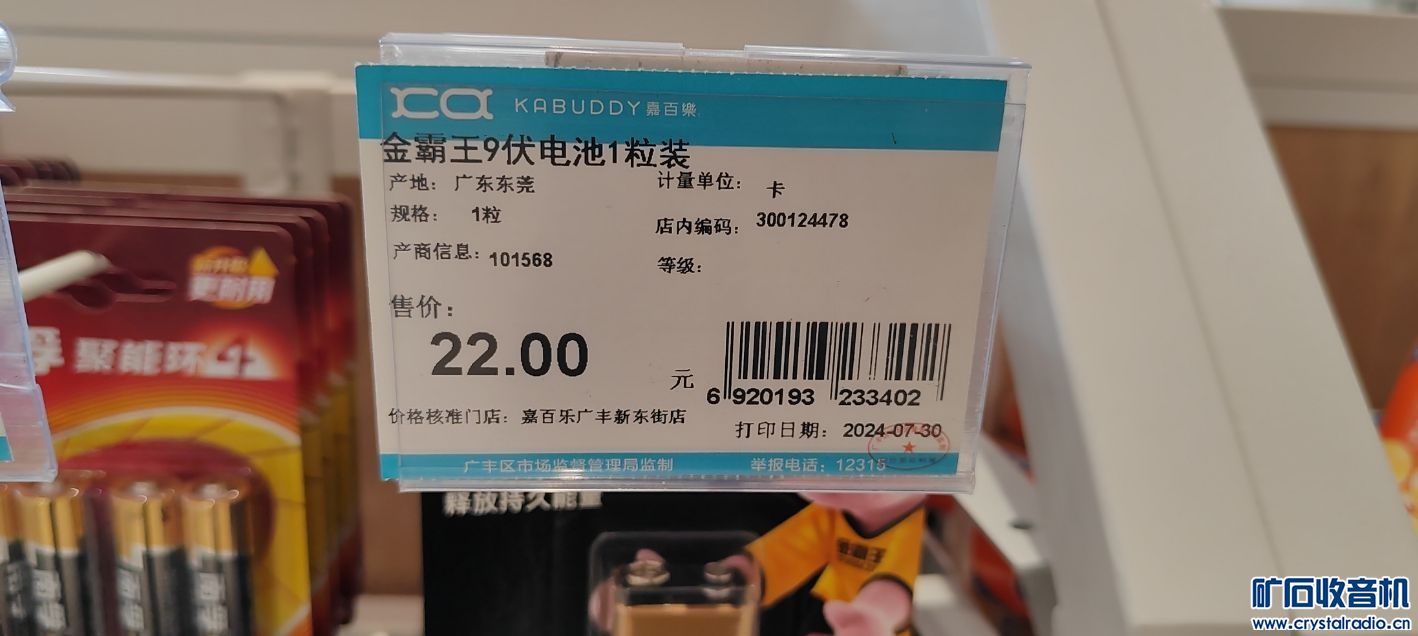 KABUDDY 嘉百樂
金霸王9伏电池1粒装
产地: 广东东莞
计量单位: 卡
规格: 1粒
店内编码: 300124478
产商信息: 101568
等级:
售价:
22.00
元
6 920193 233402
价格核准门店: 嘉百乐广丰新东街店
打印日期: 2024-07-30
广丰区市场监督管理局监制
举报电话: 12315
更耐用
聚能环
释放持久能量
矿石收音机
www.crystalradio.cn